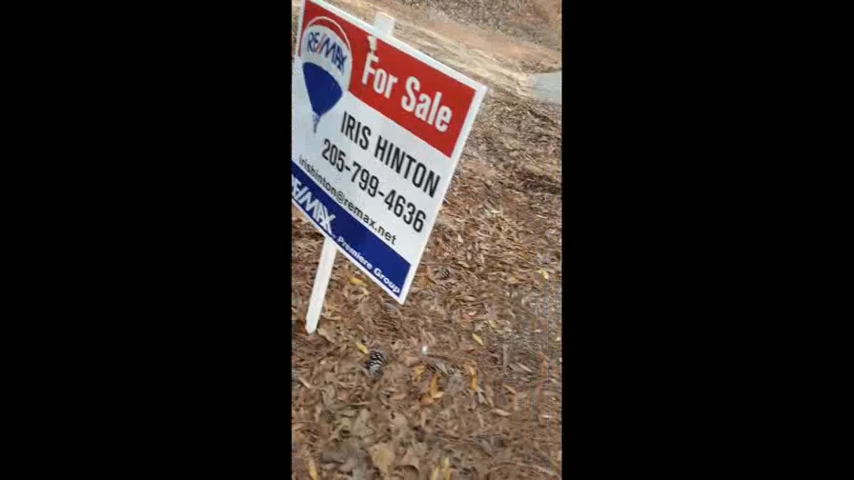 RE/MAX
For Sale
IRIS HINTON
205-799-4636
irishinton@remax.net
RE/MAX Premiere Group